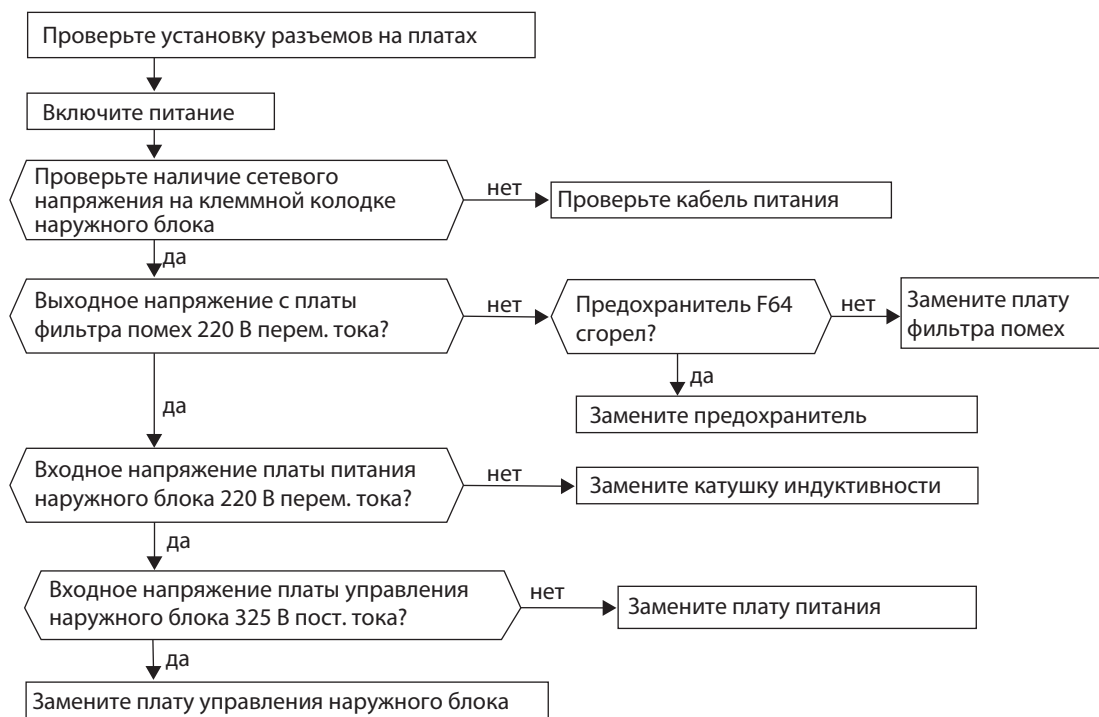 Проверьте установку разъемов на платах
Включите питание
Проверьте наличие сетевого
напряжения на клеммной колодке
наружного блока
нет
Проверьте кабель питания
да
Выходное напряжение с платы
фильтра помех 220 В перем. тока?
нет
Предохранитель F64
сгорел?
нет
Замените плату
фильтра помех
да
Замените предохранитель
да
Входное напряжение платы питания
наружного блока 220 В перем. тока?
нет
Замените катушку индуктивности
да
Входное напряжение платы управления
наружного блока 325 В пост. тока?
нет
Замените плату питания
да
Замените плату управления наружного блока